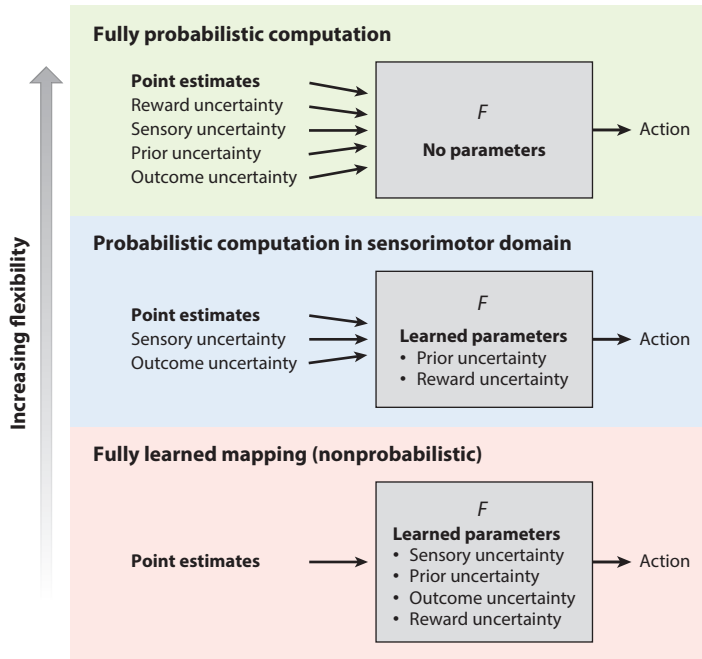 Increasing flexibility
Fully probabilistic computation
Point estimates
Reward uncertainty
Sensory uncertainty
Prior uncertainty
Outcome uncertainty
F
No parameters
Action
Probabilistic computation in sensorimotor domain
Point estimates
Sensory uncertainty
Outcome uncertainty
F
Learned parameters
• Prior uncertainty
• Reward uncertainty
Action
Fully learned mapping (nonprobabilistic)
Point estimates
F
Learned parameters
• Sensory uncertainty
• Prior uncertainty
• Outcome uncertainty
• Reward uncertainty
Action